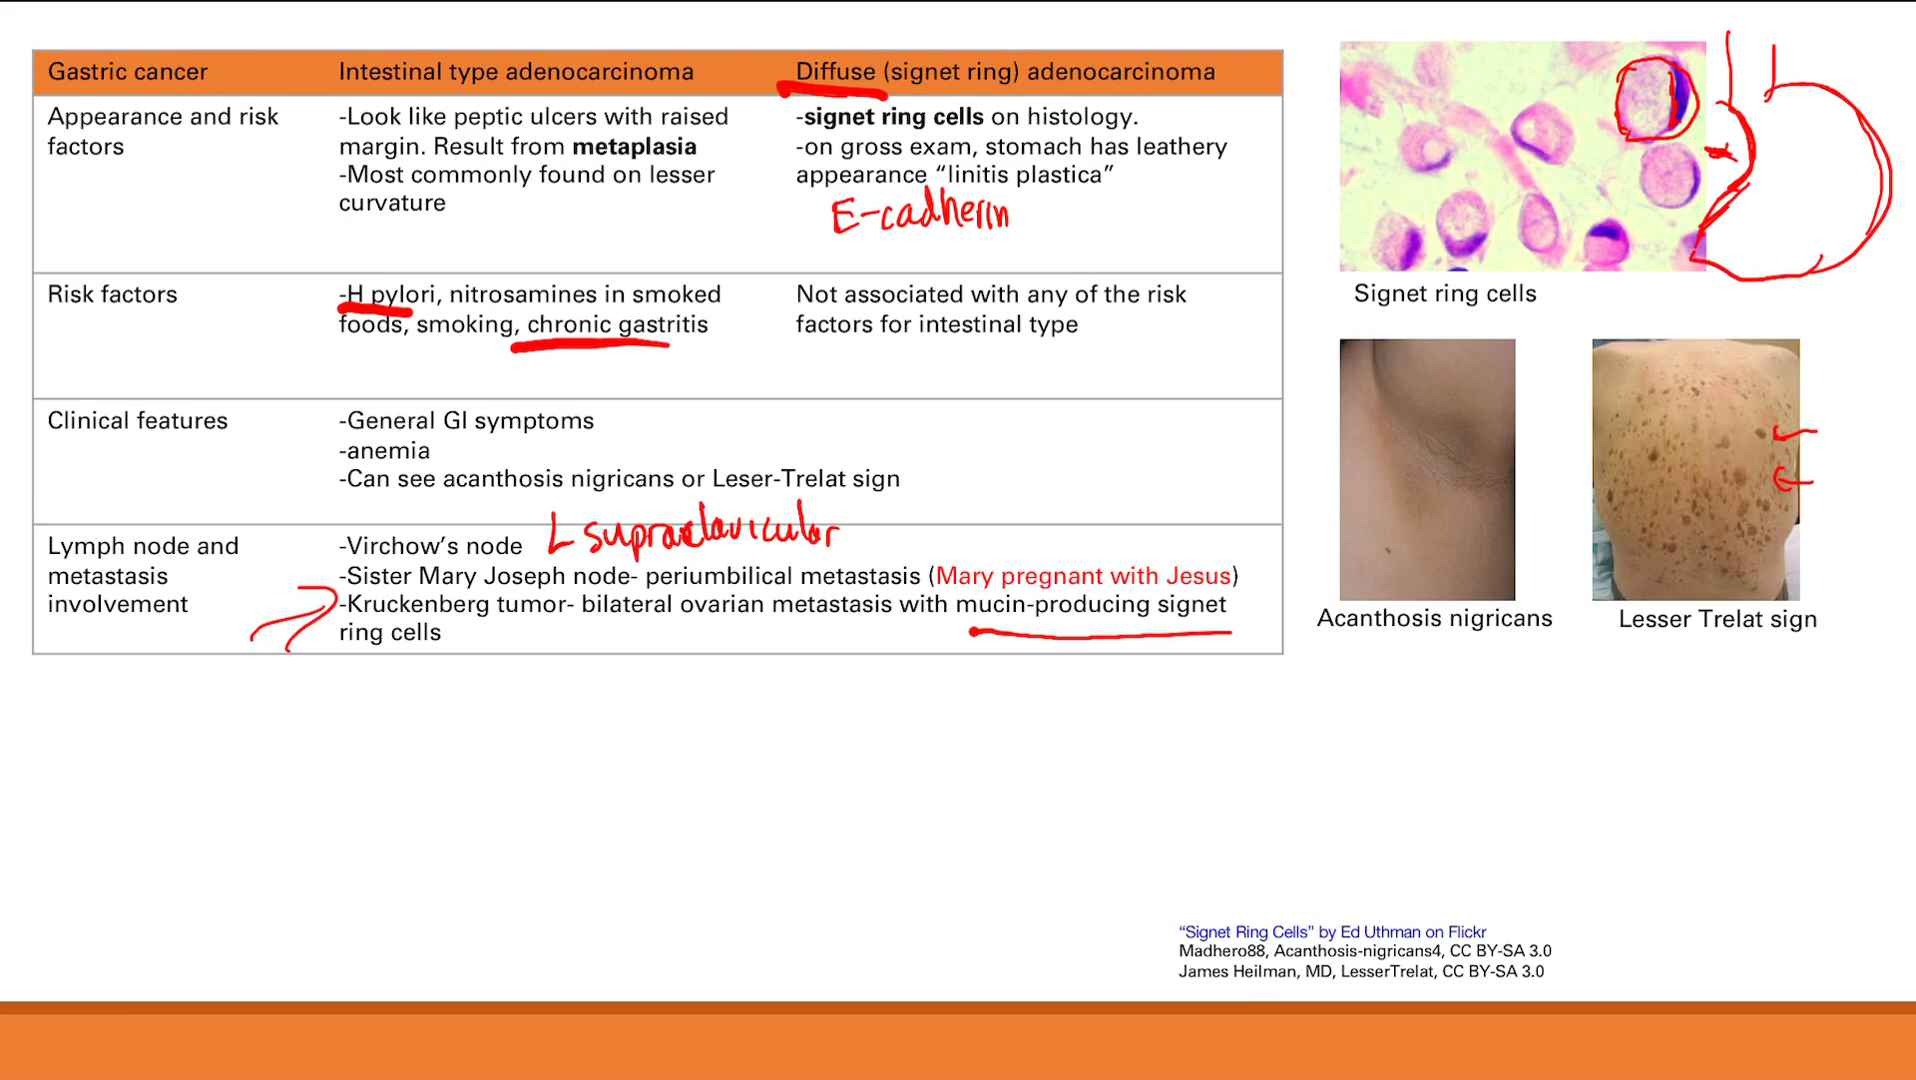 Gastric cancer
Intestinal type adenocarcinoma
Diffuse (signet ring) adenocarcinoma
Appearance and risk
factors
-Look like peptic ulcers with raised
margin. Result from metaplasia
-Most commonly found on lesser
curvature
-signet ring cells on histology.
-on gross exam, stomach has leathery
appearance “linitis plastica”
E-cadherin
Risk factors
-H pylori, nitrosamines in smoked
foods, smoking, chronic gastritis
Not associated with any of the risk
factors for intestinal type
Clinical features
-General GI symptoms
-anemia
-Can see acanthosis nigricans or Leser-Trelat sign
Lymph node and
metastasis
involvement
-Virchow’s node
L supraclavicular
-Sister Mary Joseph node- periumbilical metastasis (Mary pregnant with Jesus)
-Kruckenberg tumor- bilateral ovarian metastasis with mucin-producing signet
ring cells
Signet ring cells
Acanthosis nigricans
Lesser Trelat sign
“Signet Ring Cells” by Ed Uthman on Flickr
Madhero88, Acanthosis-nigricans4, CC BY-SA 3.0
James Heilman, MD, LesserTrelat, CC BY-SA 3.0